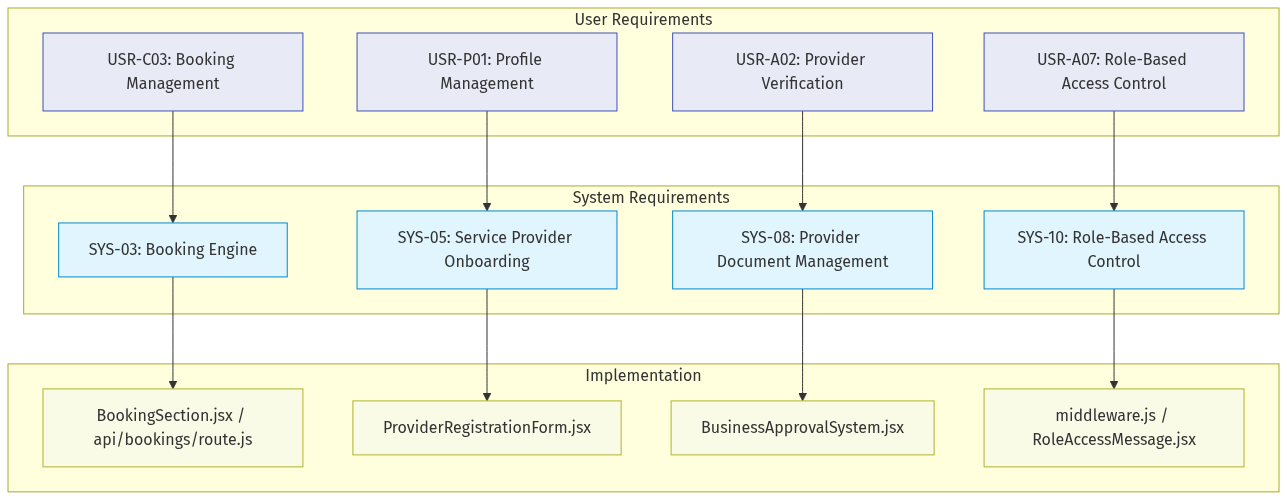 User Requirements
USR-C03: Booking
Management
USR-P01: Profile
Management
USR-A02: Provider
Verification
USR-A07: Role-Based
Access Control
System Requirements
SYS-03: Booking Engine
SYS-05: Service Provider
Onboarding
SYS-08: Provider
Document Management
SYS-10: Role-Based Access
Control
Implementation
BookingSection.jsx /
api/bookings/route.js
ProviderRegistrationForm.jsx
BusinessApprovalSystem.jsx
middleware.js /
RoleAccessMessage.jsx